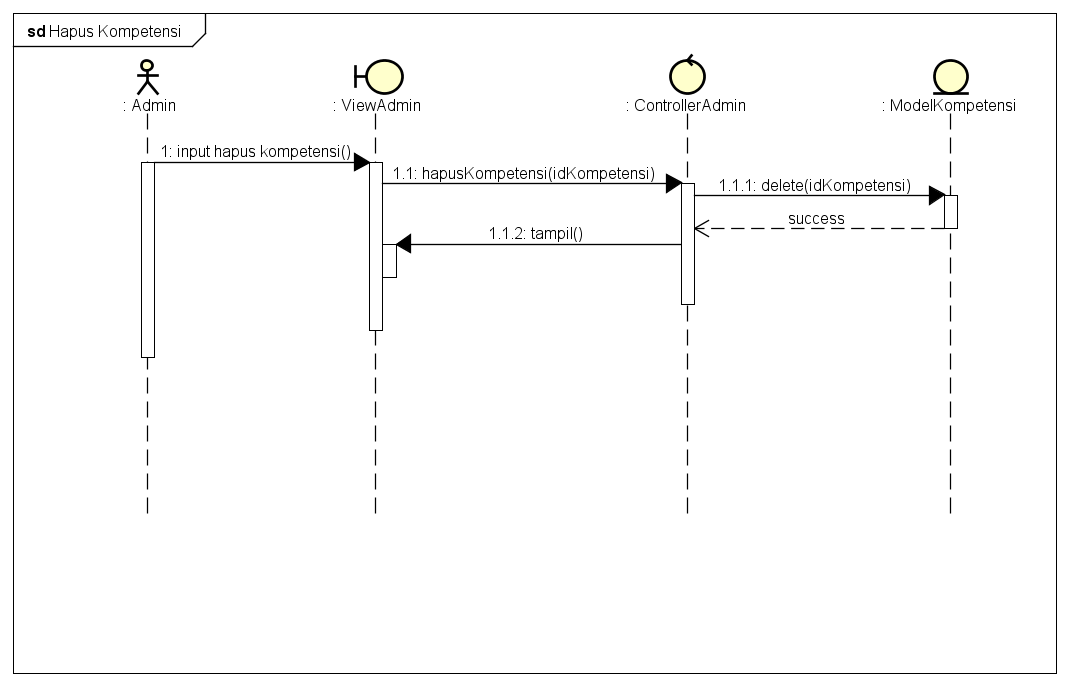 sd Hapus Kompetensi
: Admin
: ViewAdmin
: ControllerAdmin
: ModelKompetensi
1: input hapus kompetensi()
1.1: hapusKompetensi(idKompetensi)
1.1.1: delete(idKompetensi)
success
1.1.2: tampil()